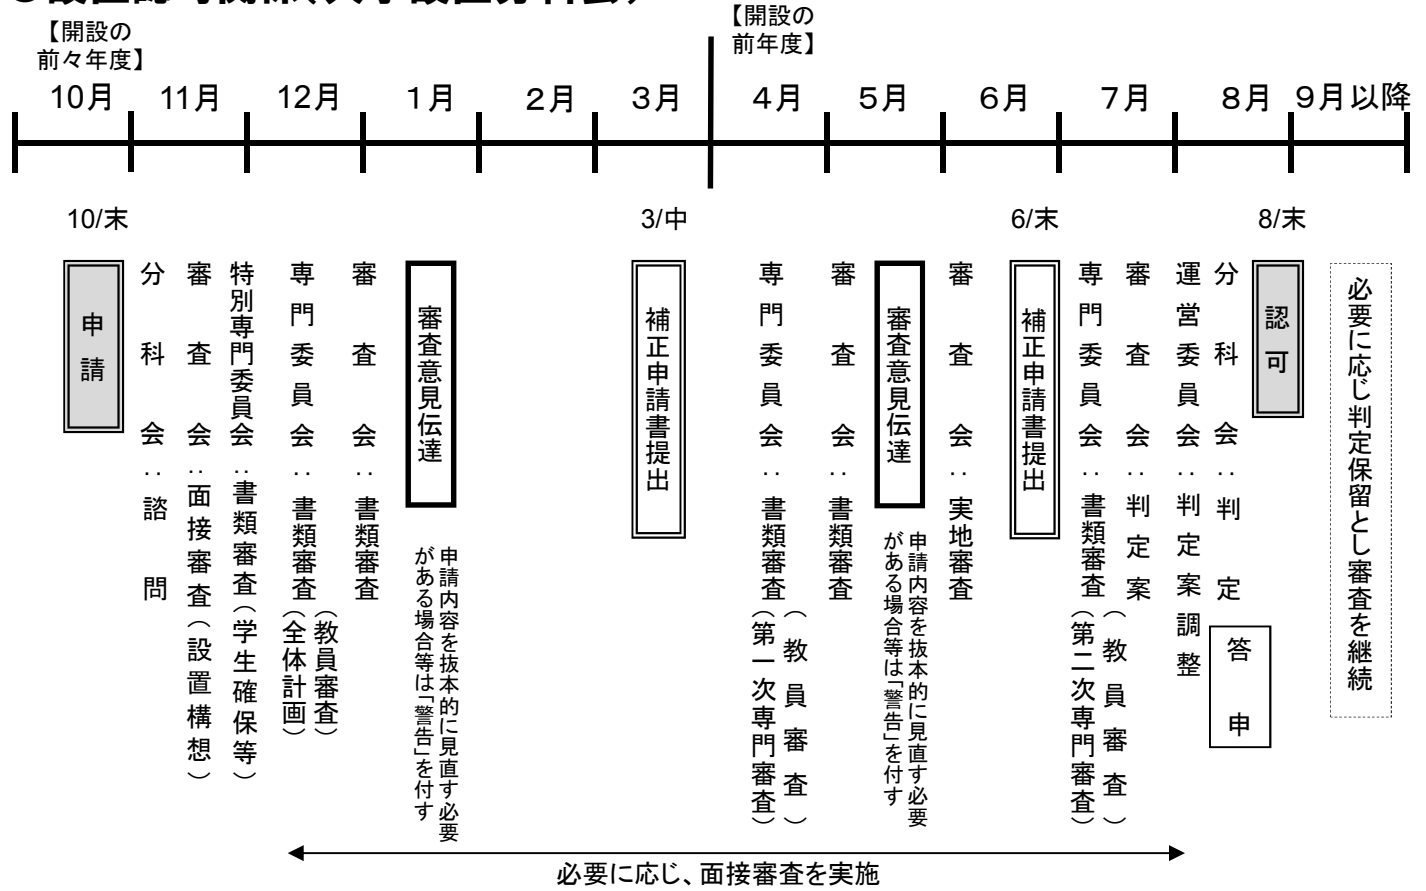 【開設の
前々年度】
【開設の
前年度】
10月 11月 12月 1月 2月 3月 4月 5月 6月 7月 8月 9月以降
10/末 3/中 6/末 8/末
申請
分科会:諮問
審査会:面接審査(設置構想)
特別専門委員会:書類審査(学生確保等)
専門委員会:書類審査
(教員審査)
(全体計画)
審査会:書類審査
審査意見伝達
申請内容を抜本的に見直す必要
がある場合等は「警告」を付す
補正申請書提出
専門委員会:書類審査
(教員審査)
(第一次専門審査)
審査会:書類審査
審査意見伝達
申請内容を抜本的に見直す必要
がある場合等は「警告」を付す
審査会:実地審査
補正申請書提出
専門委員会:書類審査
(教員審査)
(第二次専門審査)
審査会:判定案
運営委員会:判定案調整
分科会:判定
答申
認可
必要に応じ判定保留とし審査を継続
必要に応じ、面接審査を実施